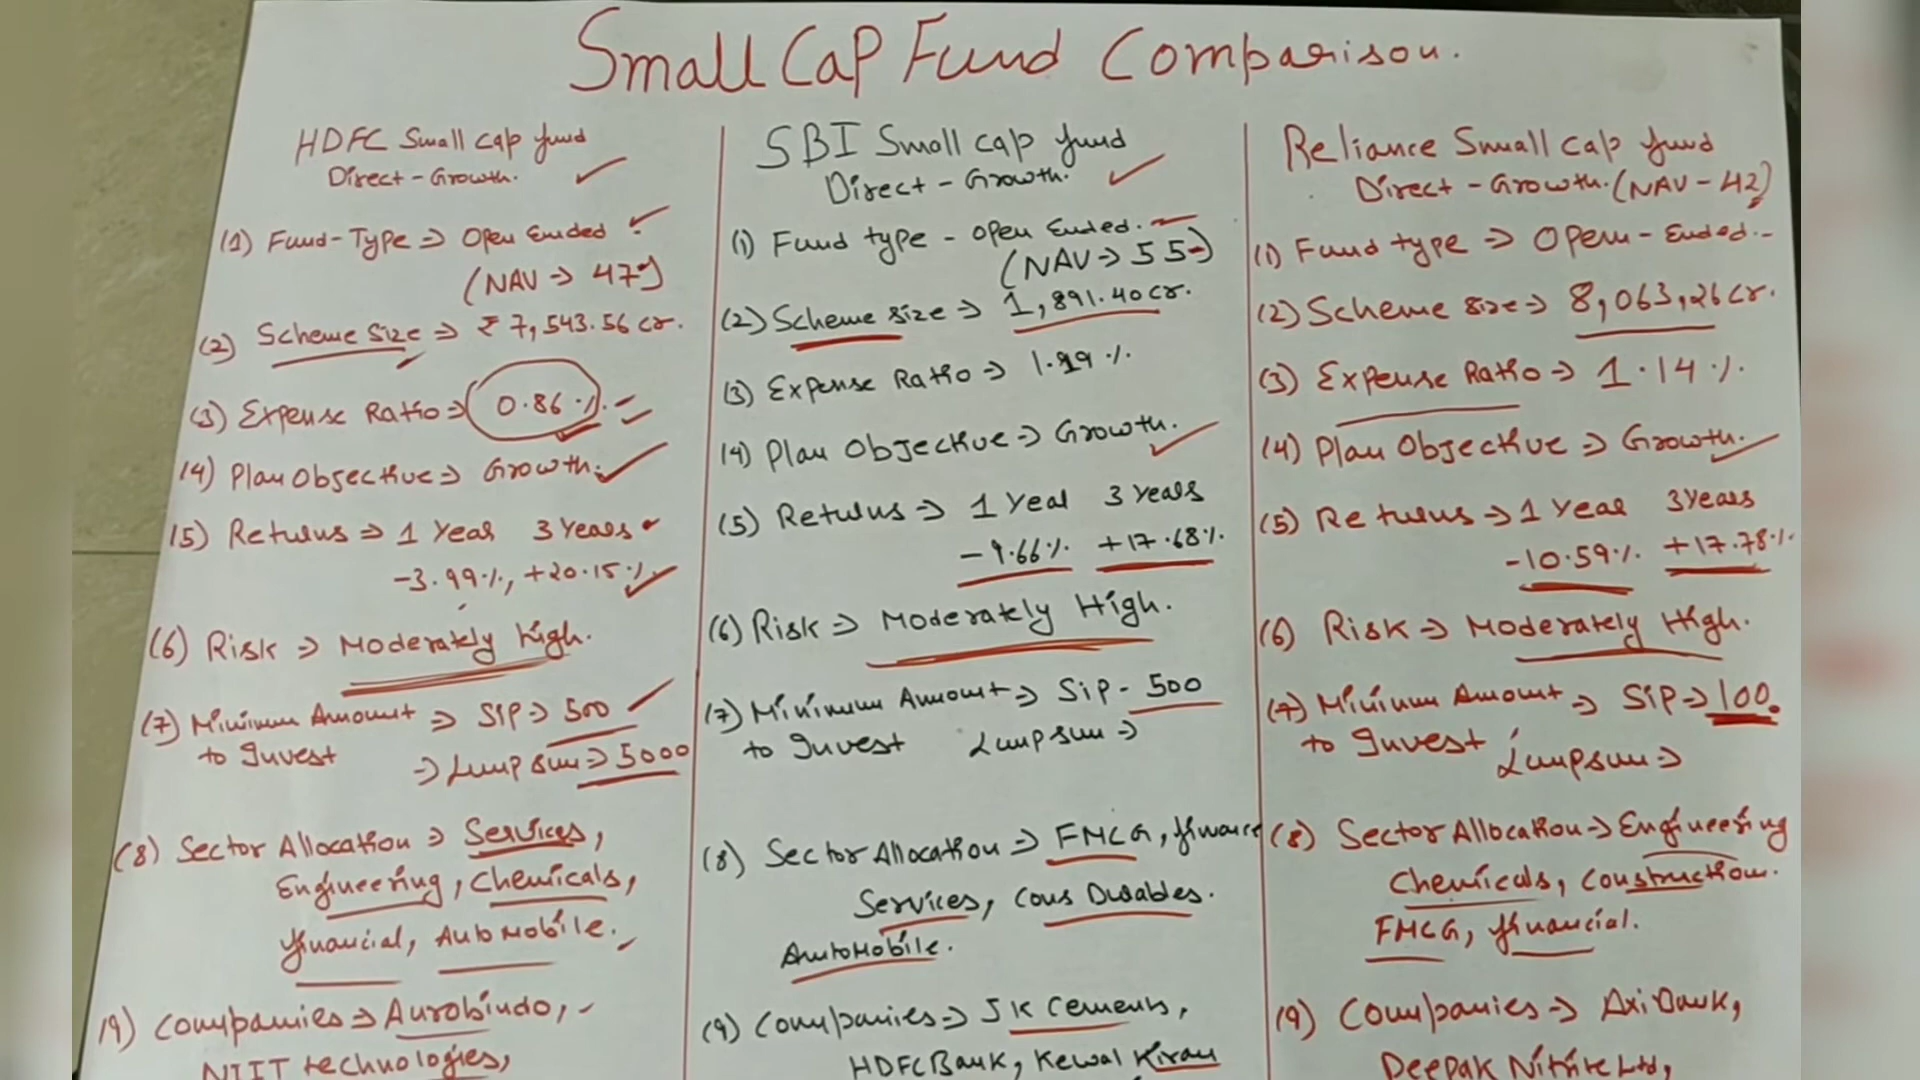 Small Cap Fund Comparison.
HDFC Small cap fund
Direct - Growth.
(1) Fund-Type ⇒ Open Ended
(NAV → 47)
(2) Scheme Size ⇒ ₹ 7,543.56 cr.
(3) Expense Ratio ⇒ 0.86 %.
(4) Plan Objective ⇒ Growth.
(5) Returns ⇒ 1 Year 3 Years
-3.99%, +20.15%
(6) Risk ⇒ Moderately High.
(7) Minimum Amount ⇒ SIP ⇒ 500
to Invest ⇒ Lumpsum ⇒ 5000
(8) Sector Allocation ⇒ Services,
Engineering, Chemicals,
financial, Automobile.
(9) Companies ⇒ Aurobindo,
NIIT technologies,
SBI Small cap fund
Direct - Growth.
(1) Fund type - Open Ended.
(NAV → 55)
(2) Scheme size ⇒ 1,891.40 cr.
(3) Expense Ratio ⇒ %.
(4) Plan Objective ⇒ Growth.
(5) Returns ⇒ 1 Year 3 Years
-9.66% +17.68%.
(6) Risk ⇒ Moderately High.
(7) Minimum Amount ⇒ Sip - 500
to Invest Lumpsum ⇒
(8) Sector Allocation ⇒ FMCG, finance
Services, Cons Durables.
Automobile.
(9) Companies ⇒ JK Cements,
HDFC Bank, Kewal Kiran
Reliance Small cap fund
Direct - Growth. (NAV - 42)
(1) Fund type ⇒ Open - Ended.
(2) Scheme size ⇒ 8,063,26 cr.
(3) Expense Ratio ⇒ 1.14 %.
(4) Plan Objective ⇒ Growth.
(5) Returns ⇒ 1 Year 3 Years
-10.59%. +17.78%.
(6) Risk ⇒ Moderately High.
(7) Minimum Amount ⇒ Sip ⇒ 100.
to Invest Lumpsum ⇒
(8) Sector Allocation ⇒ Engineering
Chemicals, Construction.
FMCG, financial.
(9) Companies ⇒ Axi Bank,
Deepak Nitrite Ltd,